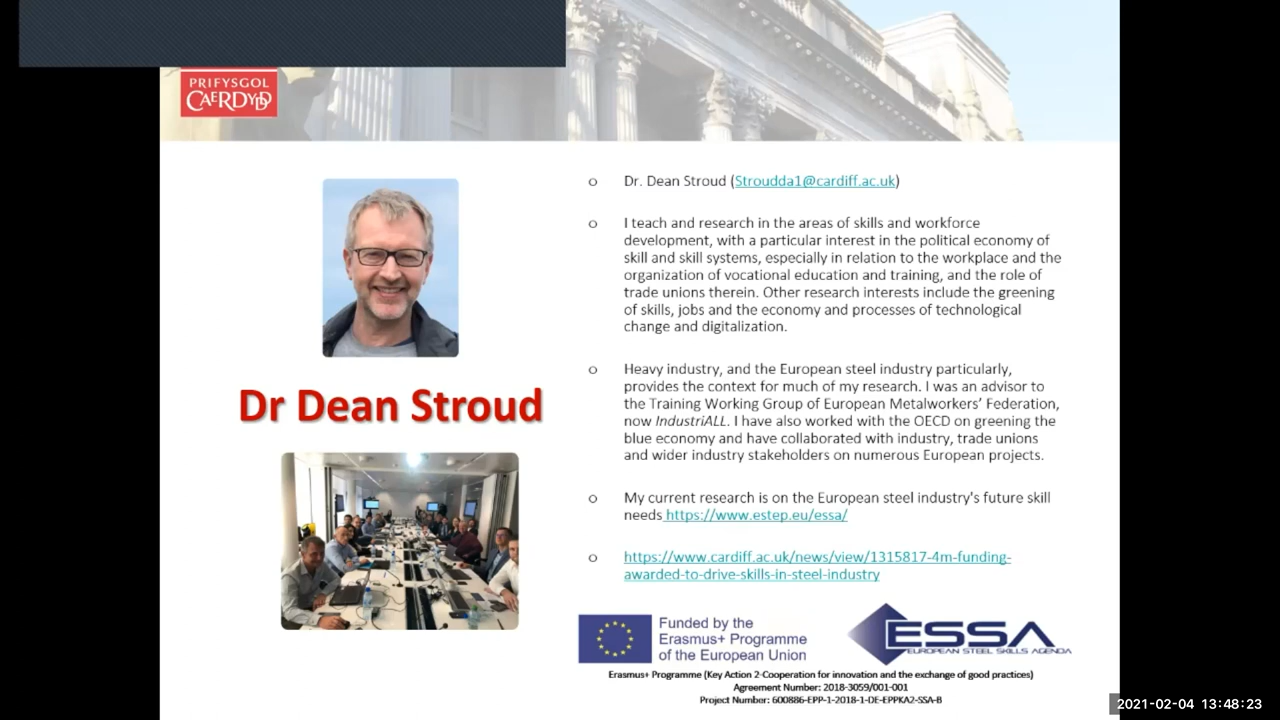 PRIFYSGOL
CAERDYDD
Dr Dean Stroud
o Dr. Dean Stroud (Stroudda1@cardiff.ac.uk)
o I teach and research in the areas of skills and workforce
development, with a particular interest in the political economy of
skill and skill systems, especially in relation to the workplace and the
organization of vocational education and training, and the role of
trade unions therein. Other research interests include the greening
of skills, jobs and the economy and processes of technological
change and digitalization.
o Heavy industry, and the European steel industry particularly,
provides the context for much of my research. I was an advisor to
the Training Working Group of European Metalworkers’ Federation,
now IndustriALL. I have also worked with the OECD on greening the
blue economy and have collaborated with industry, trade unions
and wider industry stakeholders on numerous European projects.
o My current research is on the European steel industry's future skill
needs https://www.estep.eu/essa/
o https://www.cardiff.ac.uk/news/view/1315817-4m-funding-
awarded-to-drive-skills-in-steel-industry
Funded by the
Erasmus+ Programme
of the European Union
ESSA
EUROPEAN STEEL SKILLS AGENDA
Erasmus+ Programme (Key Action 2-Cooperation for innovation and the exchange of good practices)
Agreement Number: 2018-3059/001-001
Project Number: 600886-EPP-1-2018-1-DE-EPPKA2-SSA-B
2021-02-04 13:48:23